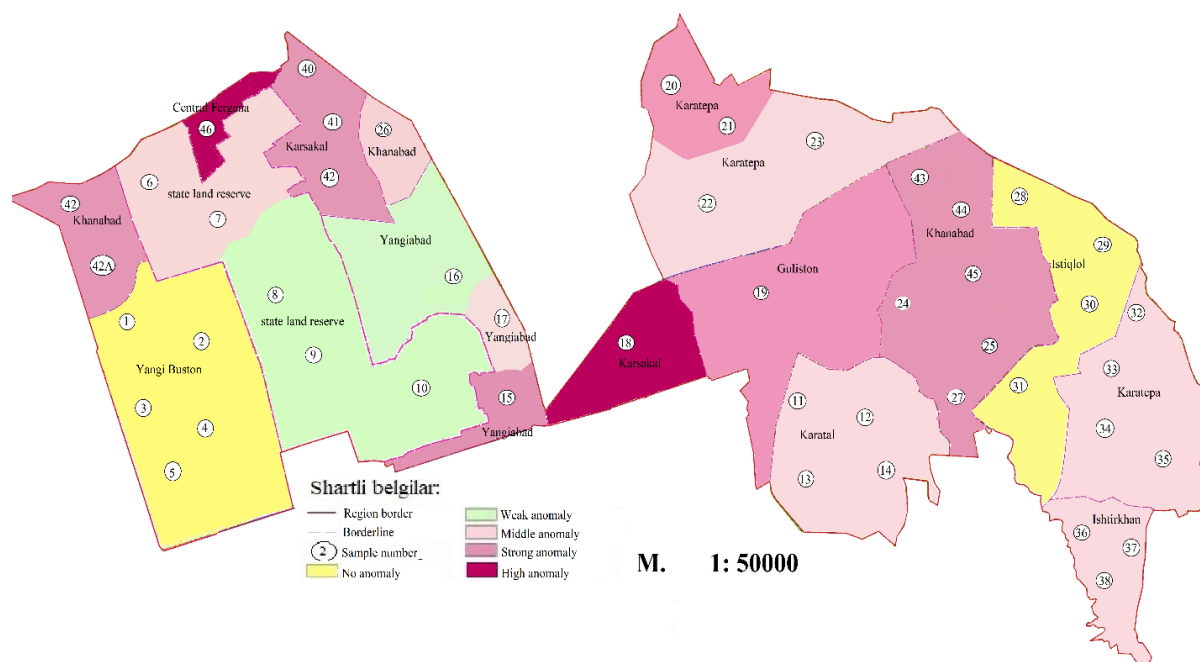 40
20
Karatepa
21
Central Fergana
46
41
26
Khanabad
Karsakal
42
23
Karatepa
22
6
state land reserve
7
42
Khanabad
42A
43
44
Khanabad
28
29
Istiqlol
30
45
Yangiabad
16
Guliston
19
24
25
32
8
state land reserve
9
10
17
Yangiabad
1
2
Yangi Buston
3
4
5
18
Karsakal
31
33
Karatepa
34
35
15
Yangiabad
11
12
Karatal
13
14
27
Ishtirkhan
36
37
38
Shartli belgilar:
Region border
Borderline
2 Sample number_
No anomaly
Weak anomaly
Middle anomaly
Strong anomaly
High anomaly
M. 1: 50000